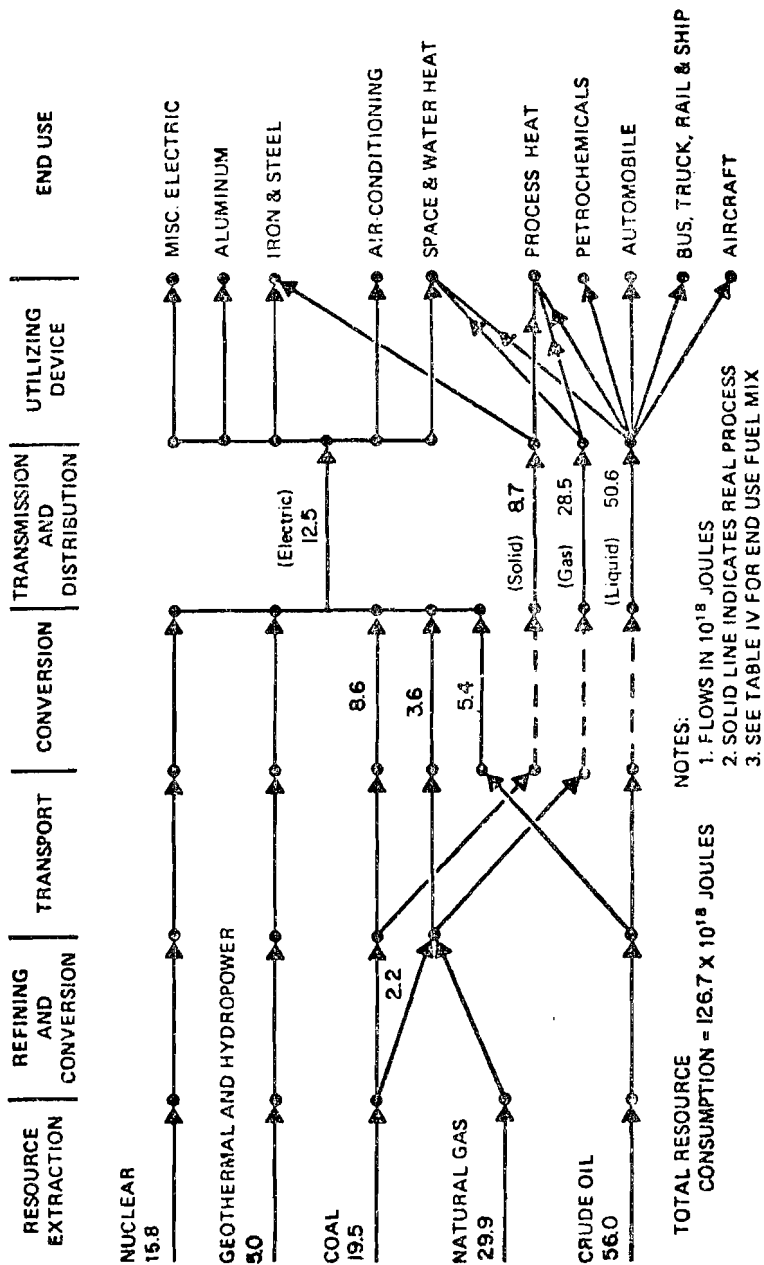 RESOURCE
EXTRACTION
REFINING
AND
CONVERSION
TRANSPORT
CONVERSION
TRANSMISSION
AND
DISTRIBUTION
UTILIZING
DEVICE
END USE
NUCLEAR
15.8
GEOTHERMAL AND HYDROPOWER
5.0
COAL
19.5
NATURAL GAS
29.9
CRUDE OIL
56.0
2.2
8.6
3.6
5.4
(Electric)
12.5
(Solid) 8.7
(Gas) 28.5
(Liquid) 50.6
MISC. ELECTRIC
ALUMINUM
IRON & STEEL
AIR-CONDITIONING
SPACE & WATER HEAT
PROCESS HEAT
PETROCHEMICALS
AUTOMOBILE
BUS, TRUCK, RAIL & SHIP
AIRCRAFT
TOTAL RESOURCE
CONSUMPTION = 126.7 X 10¹⁸ JOULES
NOTES:
1. FLOWS IN 10¹⁸ JOULES
2. SOLID LINE INDICATES REAL PROCESS
3. SEE TABLE IV FOR END USE FUEL MIX